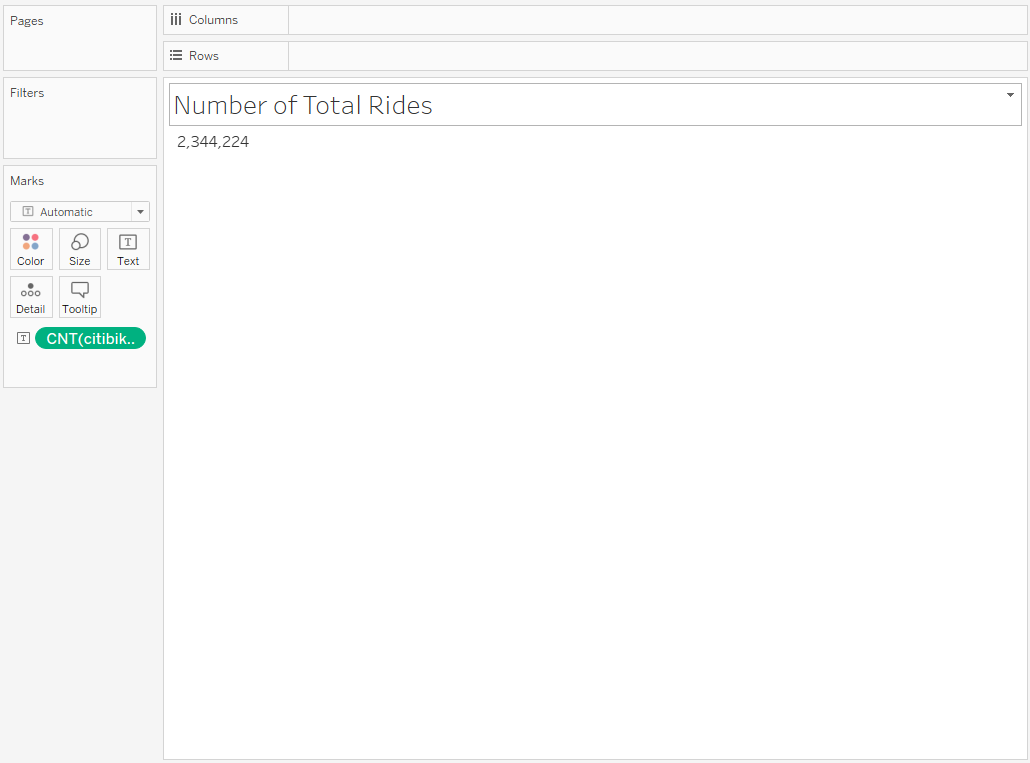 Pages
Columns
Rows
Filters
Number of Total Rides
2,344,224
Marks
Automatic
Color Size Text
Detail Tooltip
CNT(citibik..